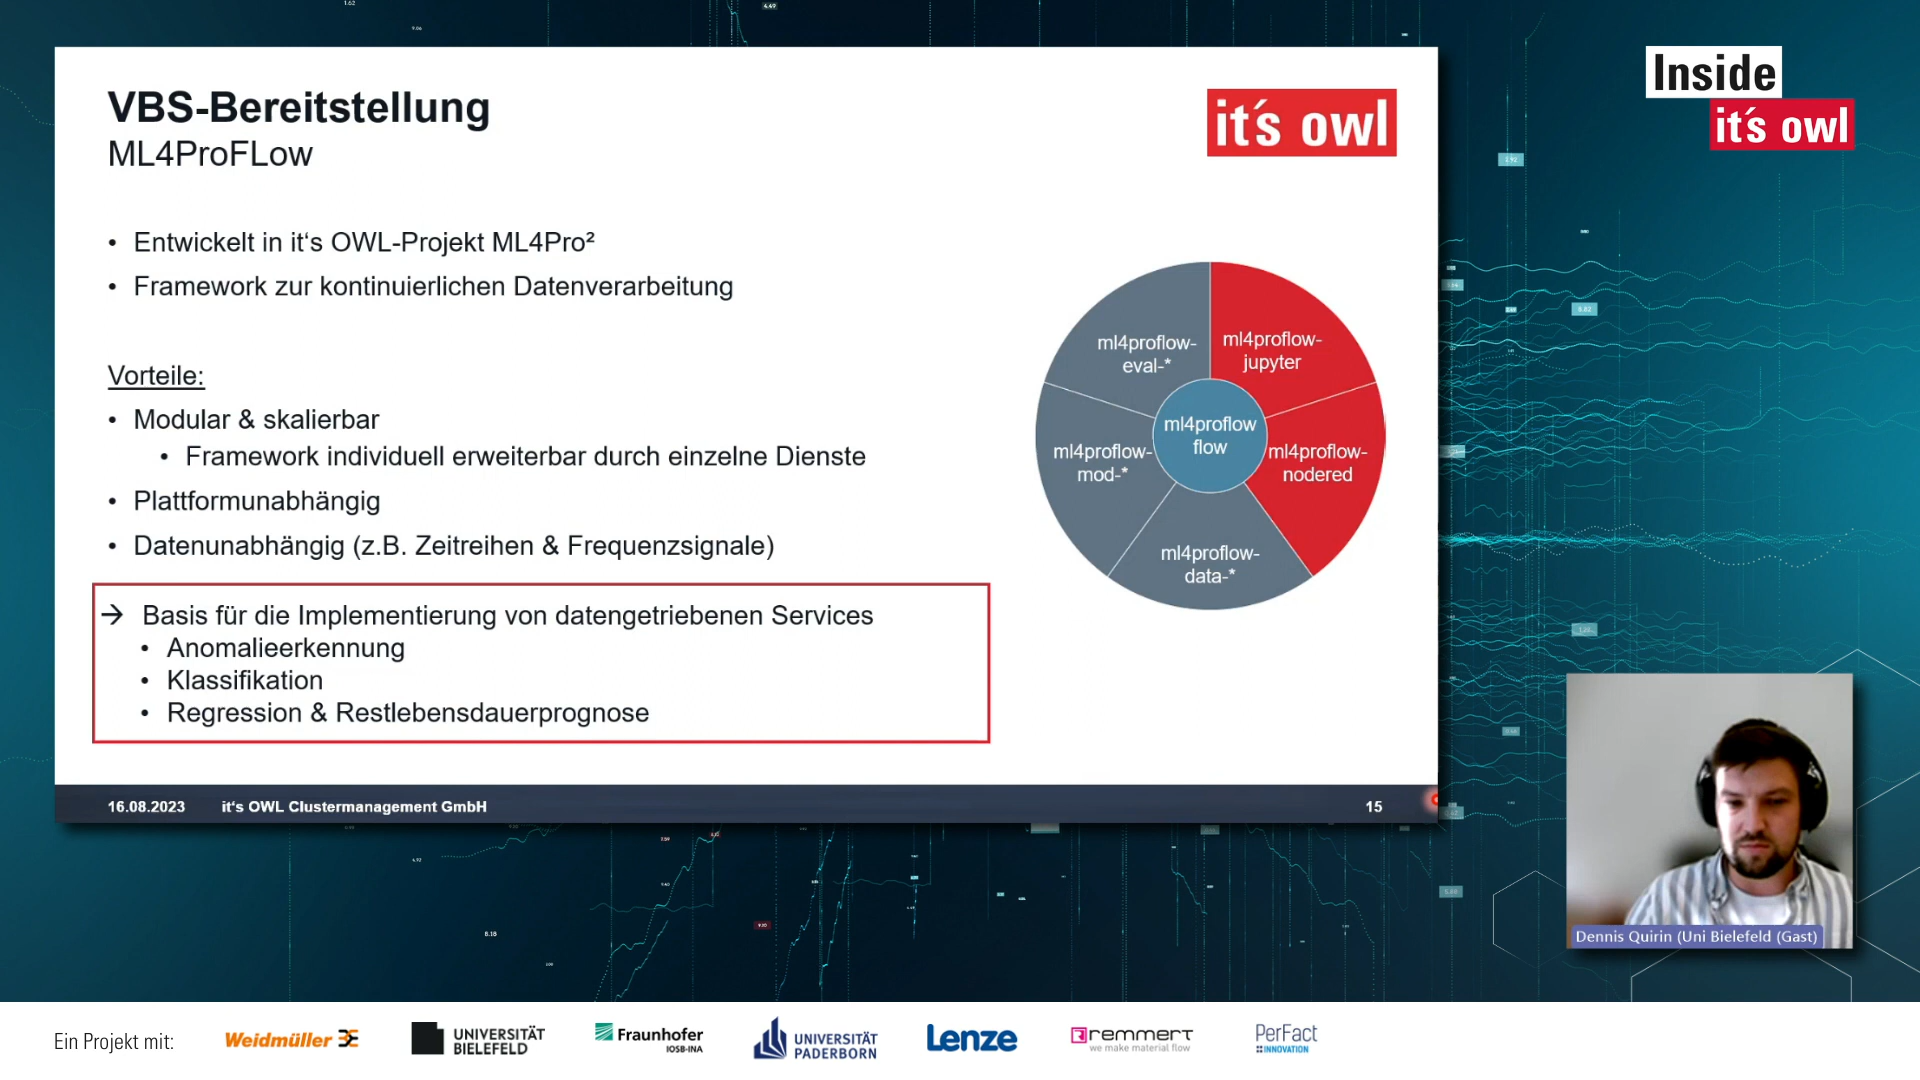 Inside
it's owl
VBS-Bereitstellung
ML4ProFLow
it's owl
• Entwickelt in it's OWL-Projekt ML4Pro²
• Framework zur kontinuierlichen Datenverarbeitung
Vorteile:
• Modular & skalierbar
• Framework individuell erweiterbar durch einzelne Dienste
• Plattformunabhängig
• Datenunabhängig (z.B. Zeitreihen & Frequenzsignale)
→ Basis für die Implementierung von datengetriebenen Services
• Anomalieerkennung
• Klassifikation
• Regression & Restlebensdauerprognose
ml4proflow-
eval-*
ml4proflow-
jupyter
ml4proflow
flow
ml4proflow-
mod-*
ml4proflow-
nodered
ml4proflow-
data-*
16.08.2023 it's OWL Clustermanagement GmbH 15
Dennis Quirin (Uni Bielefeld (Gast)
Ein Projekt mit:
Weidmüller
UNIVERSITÄT
BIELEFELD
Fraunhofer
IOSB-INA
UNIVERSITÄT
PADERBORN
Lenze
remmert
we make material flow
PerFact
INNOVATION